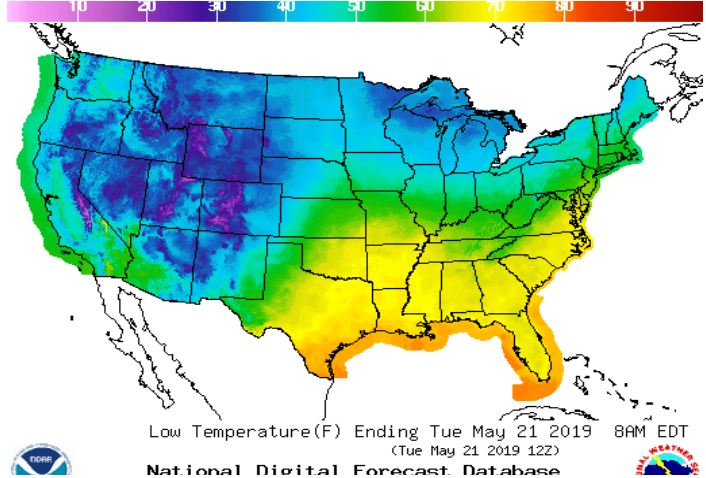 10 20 30 40 50 60 70 80 90
Low Temperature(F) Ending Tue May 21 2019 8AM EDT
(Tue May 21 2019 12Z)
National Digital Forecast Database
NOAA